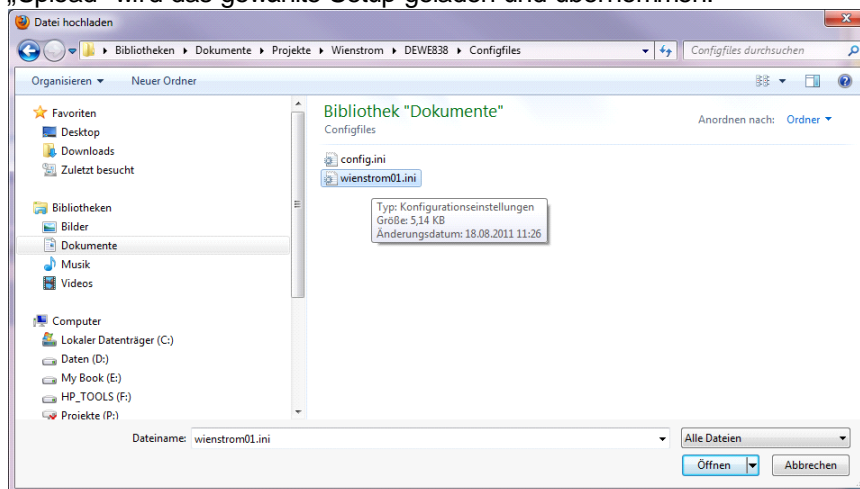 „Upload“ wird das gewählte Setup geladen und übernommen.
Datei hochladen
Bibliotheken ▸ Dokumente ▸ Projekte ▸ Wienstrom ▸ DEWE838 ▸ Configfiles
Configfiles durchsuchen
Organisieren
Neuer Ordner
Favoriten
Desktop
Downloads
Zuletzt besucht
Bibliotheken
Bilder
Dokumente
Musik
Videos
Computer
Lokaler Datenträger (C:)
Daten (D:)
My Book (E:)
HP_TOOLS (F:)
Projekte (P:)
Bibliothek "Dokumente"
Configfiles
Anordnen nach: Ordner
config.ini
wienstrom01.ini
Typ: Konfigurationseinstellungen
Größe: 5,14 KB
Änderungsdatum: 18.08.2011 11:26
Dateiname: wienstrom01.ini
Alle Dateien
Öffnen
Abbrechen